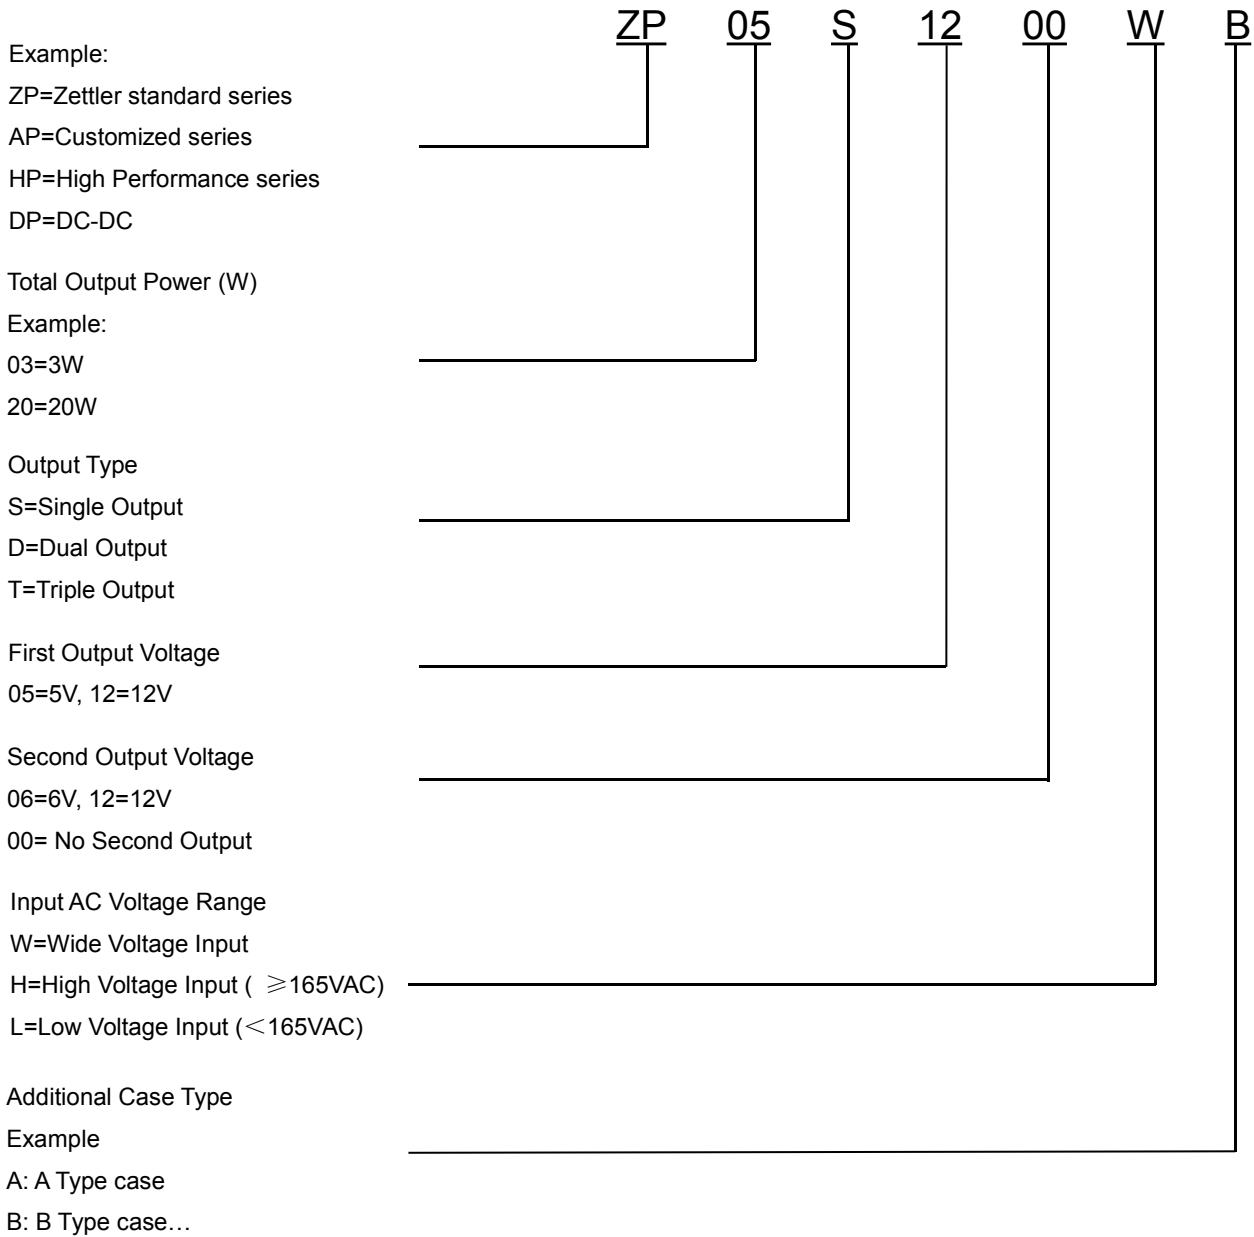 ZP 05 S 12 00 W B
Example:
ZP=Zettler standard series
AP=Customized series
HP=High Performance series
DP=DC-DC
Total Output Power (W)
Example:
03=3W
20=20W
Output Type
S=Single Output
D=Dual Output
T=Triple Output
First Output Voltage
05=5V, 12=12V
Second Output Voltage
06=6V, 12=12V
00= No Second Output
Input AC Voltage Range
W=Wide Voltage Input
H=High Voltage Input ( ≥165VAC)
L=Low Voltage Input (＜165VAC)
Additional Case Type
Example
A: A Type case
B: B Type case…